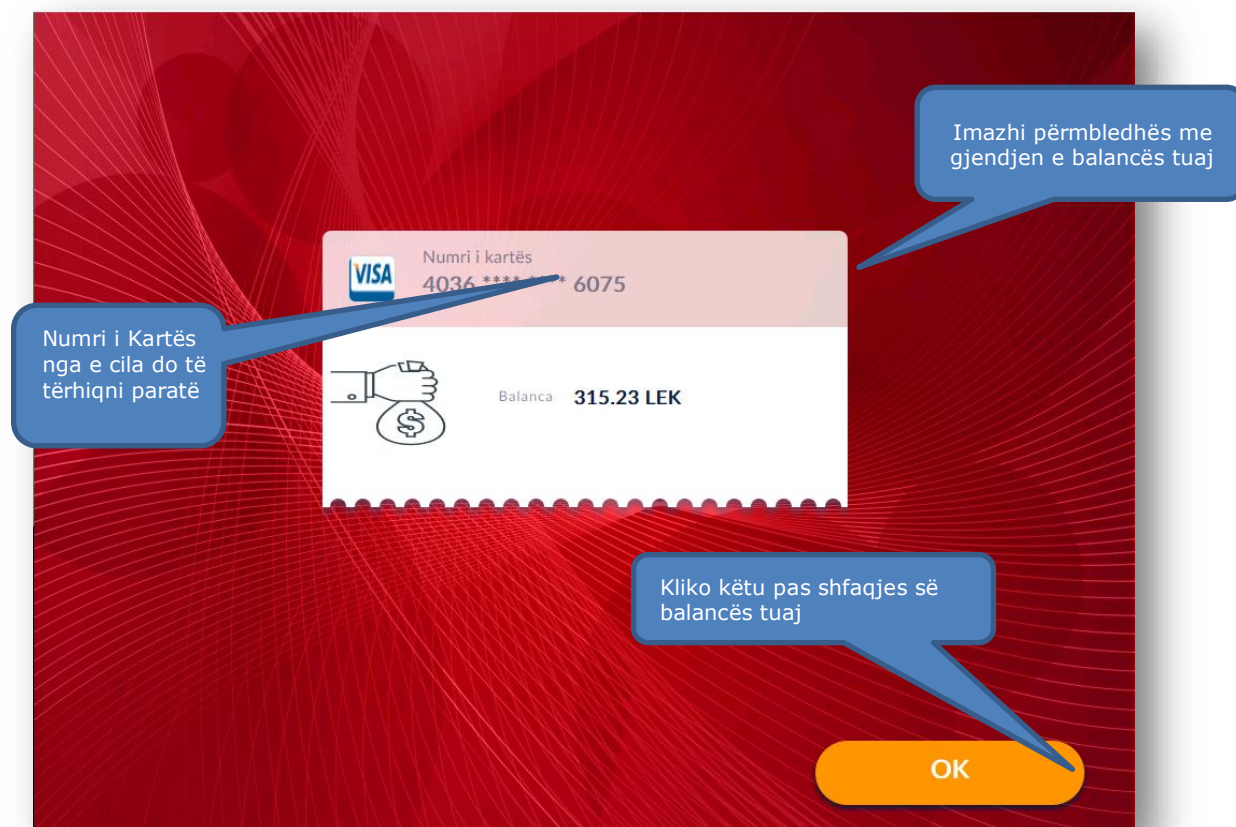 Imazhi përmbledhës me
gjendjen e balancës tuaj
VISA
Numri i kartës
4036 **** **** 6075
Numri i Kartës
nga e cila do të
tërhiqni paratë
$
Balanca 315.23 LEK
Kliko këtu pas shfaqjes së
balancës tuaj
OK